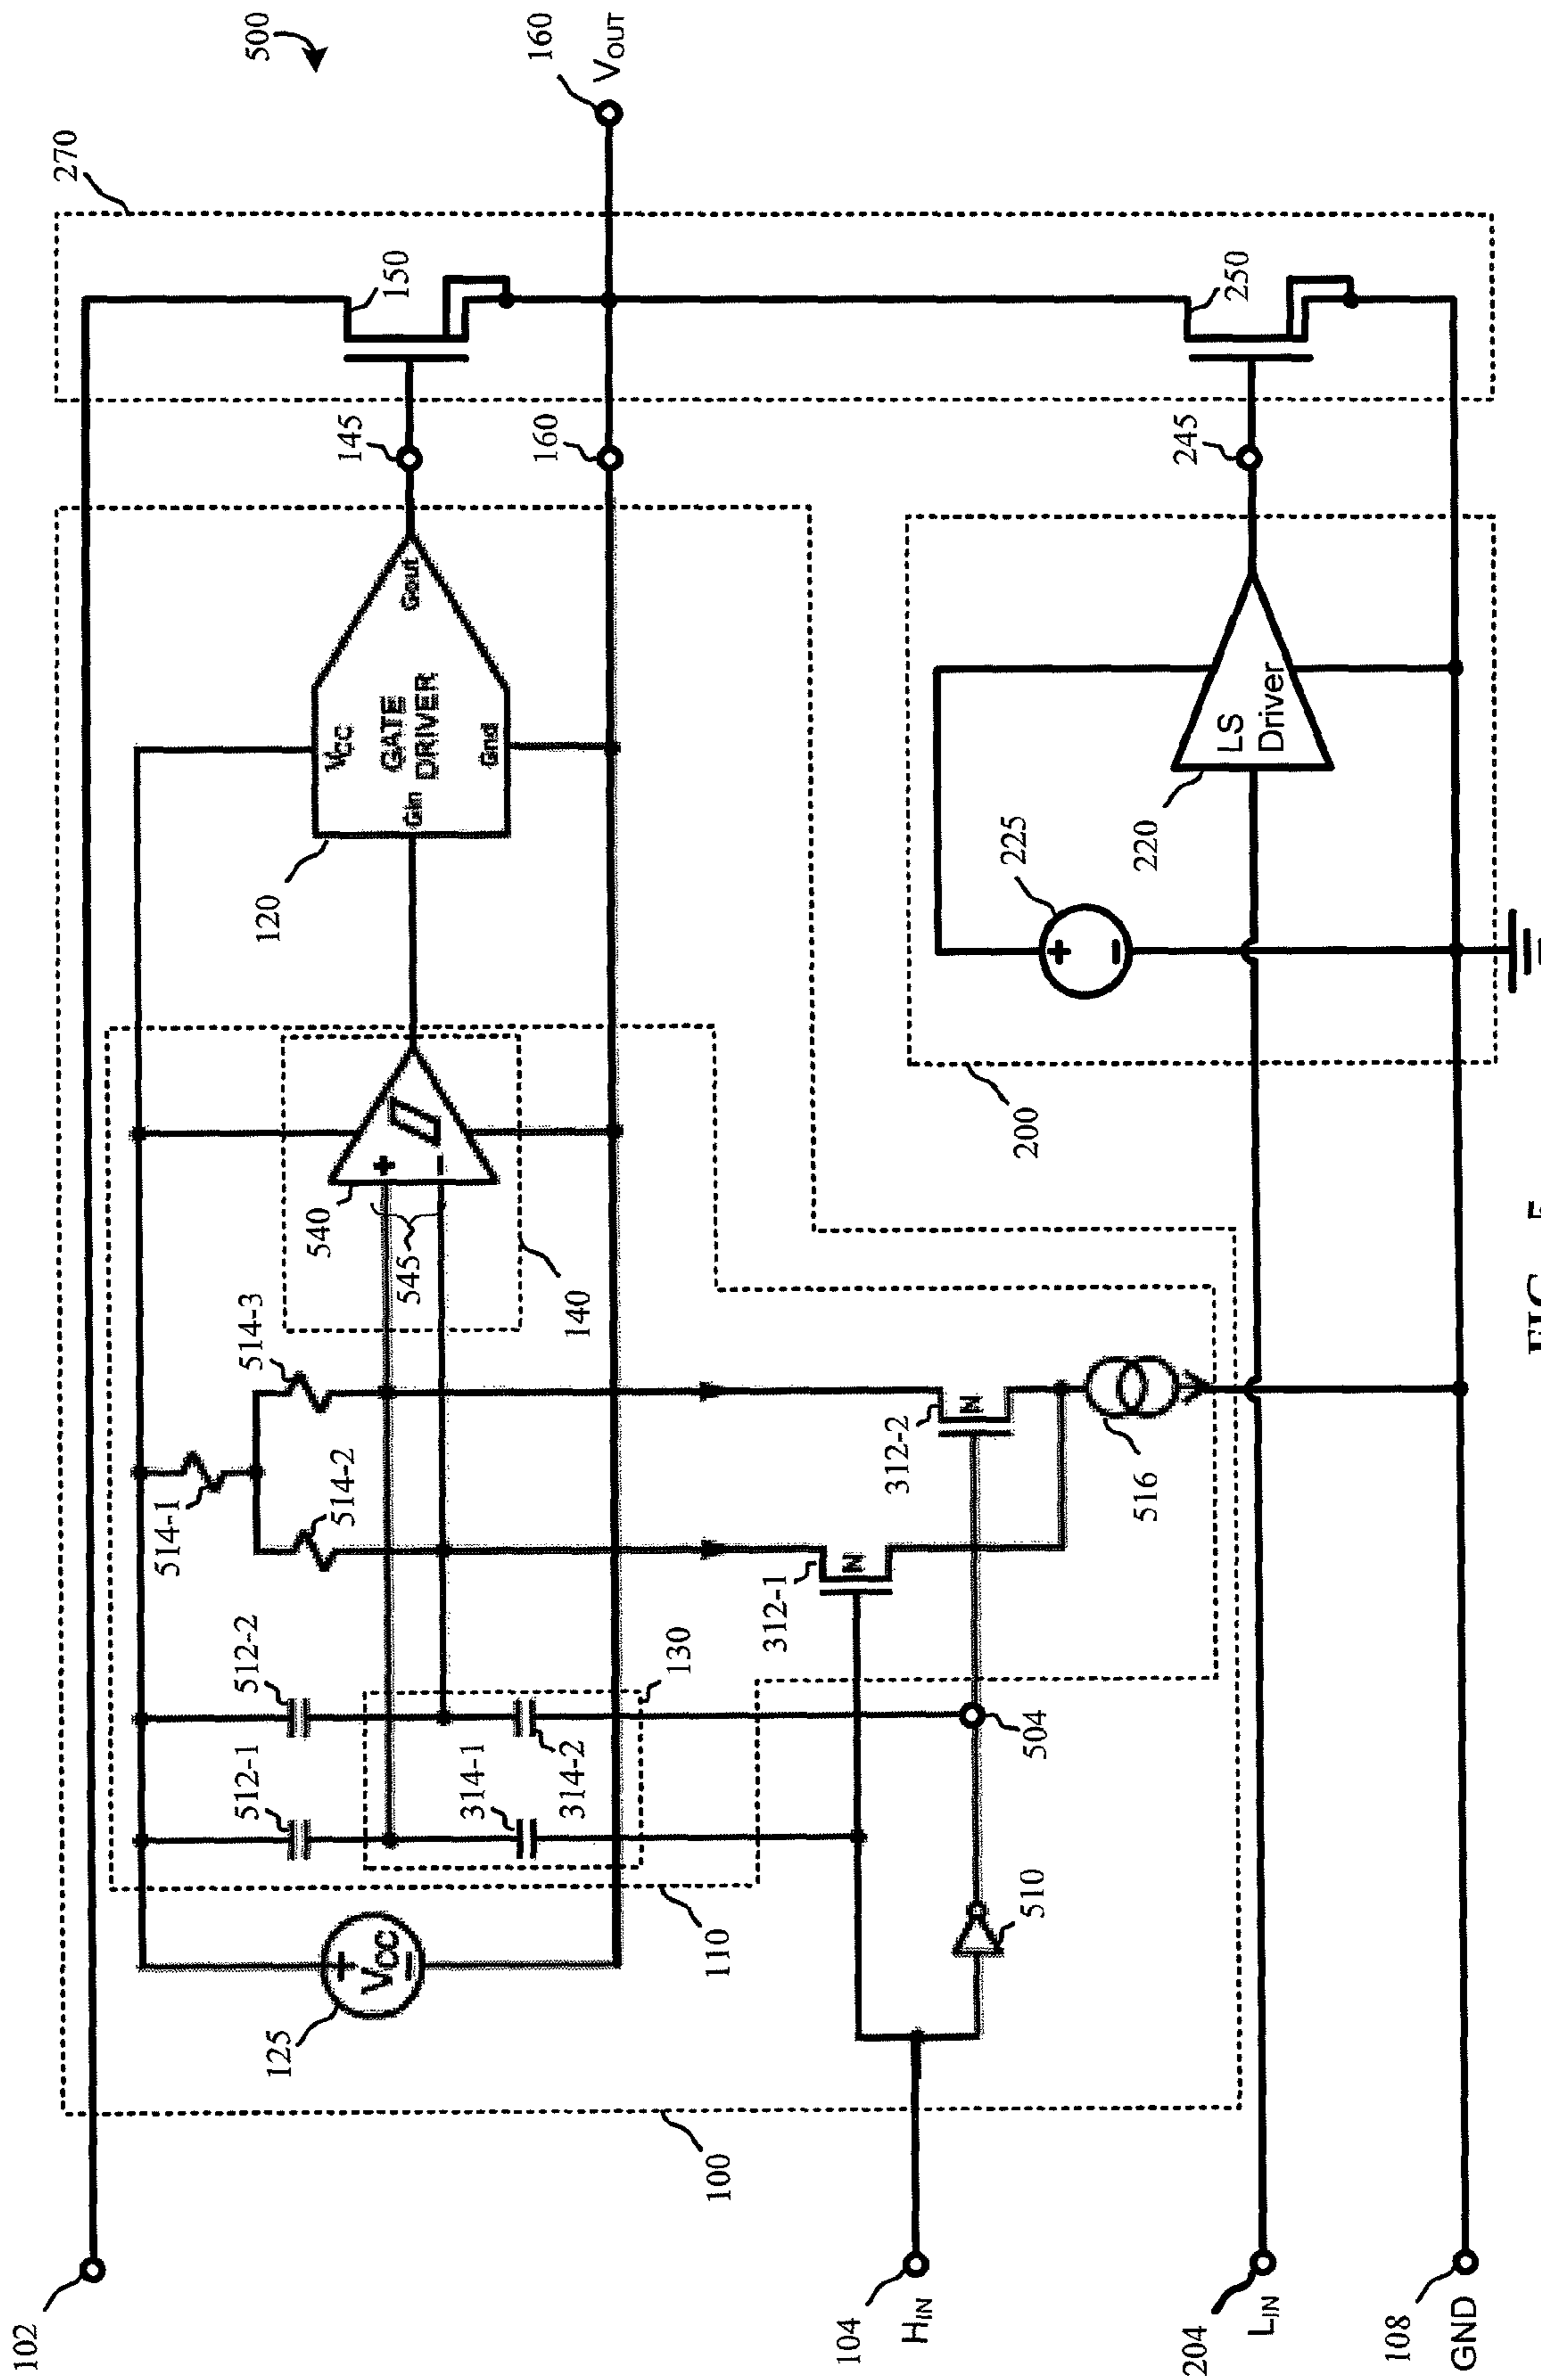 500
270
160
VOUT
102
150
145
160
VCC
GATE
DRIVER
Gin
Gout
Gnd
120
540
+
−
545
140
514-1
514-2
514-3
512-1
512-2
314-1
314-2
130
+
VCC
−
125
110
312-1
N
312-2
N
516
504
510
100
104
HIN
250
245
LS
Driver
220
225
+
−
200
204
LIN
108
GND